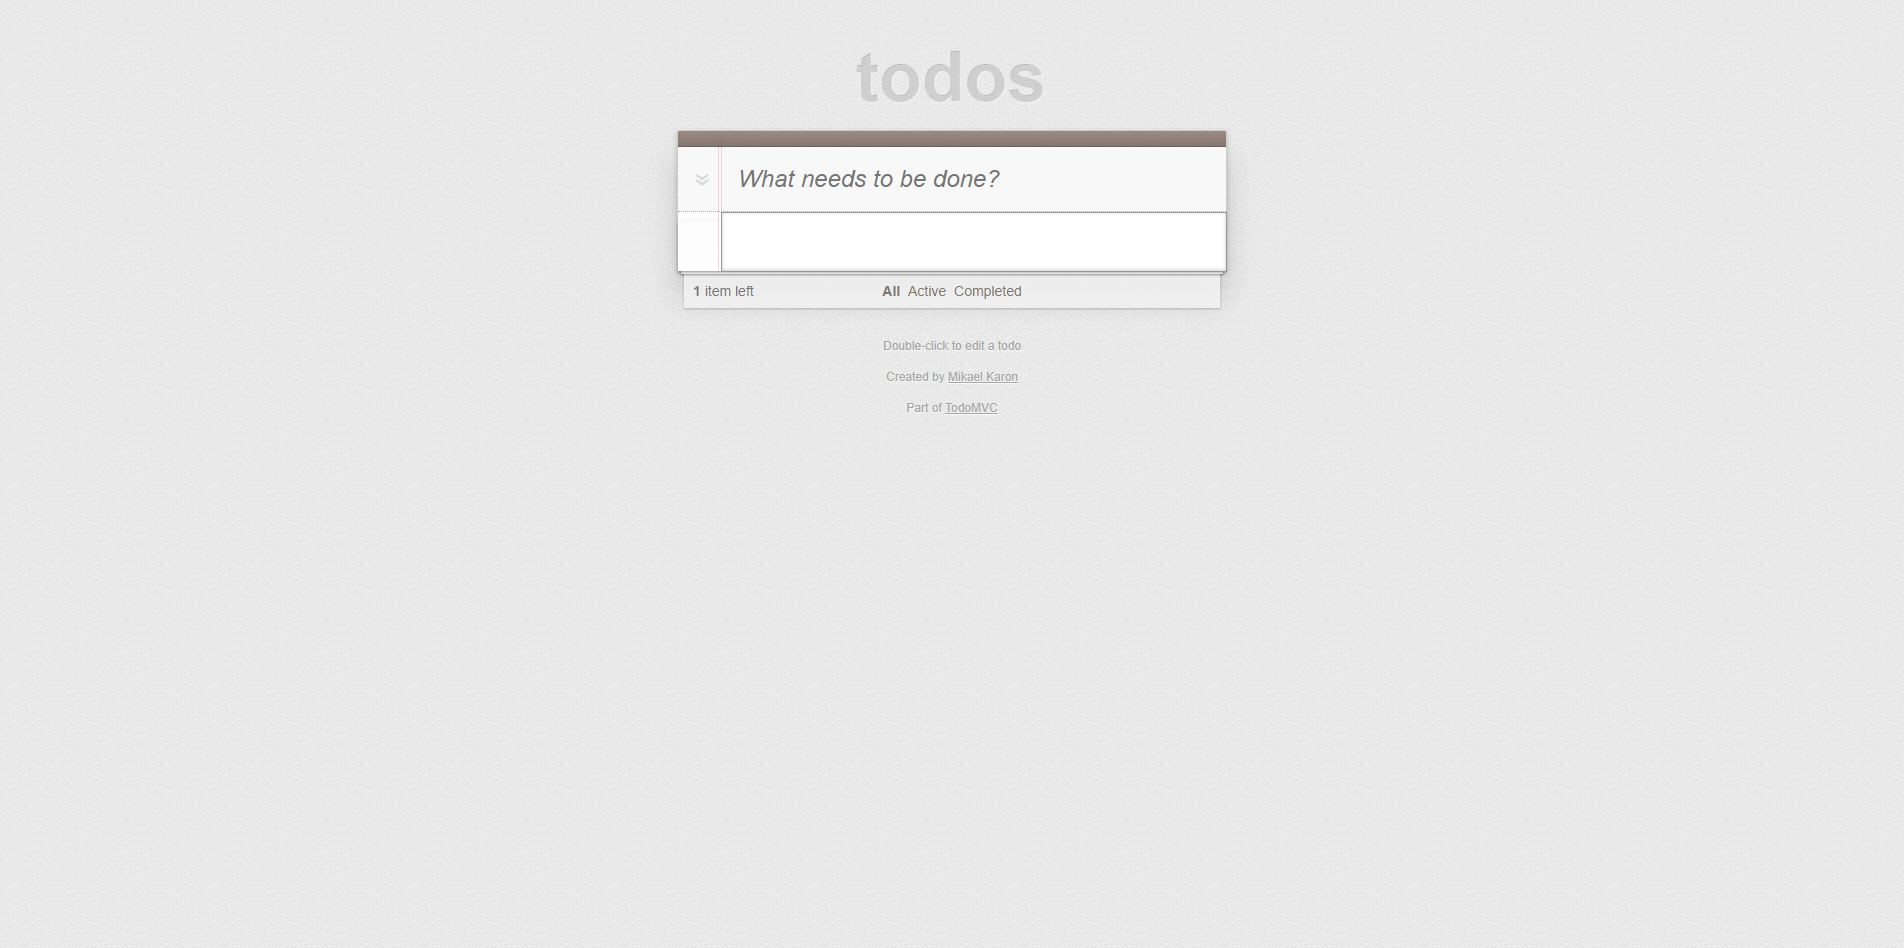 todos
What needs to be done?
1 item left All Active Completed
Double-click to edit a todo
Created by Mikael Karon
Part of TodoMVC